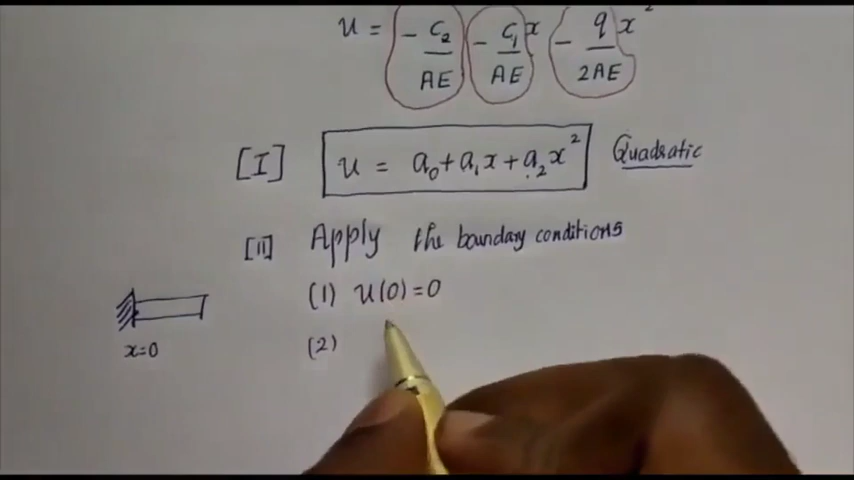 u = - C₂/AE - C₁/AE x - q/2AE x²
[I] u = a₀ + a₁x + a₂x² Quadratic
[II] Apply the boundary conditions
(1) u(0) = 0
(2)
x=0